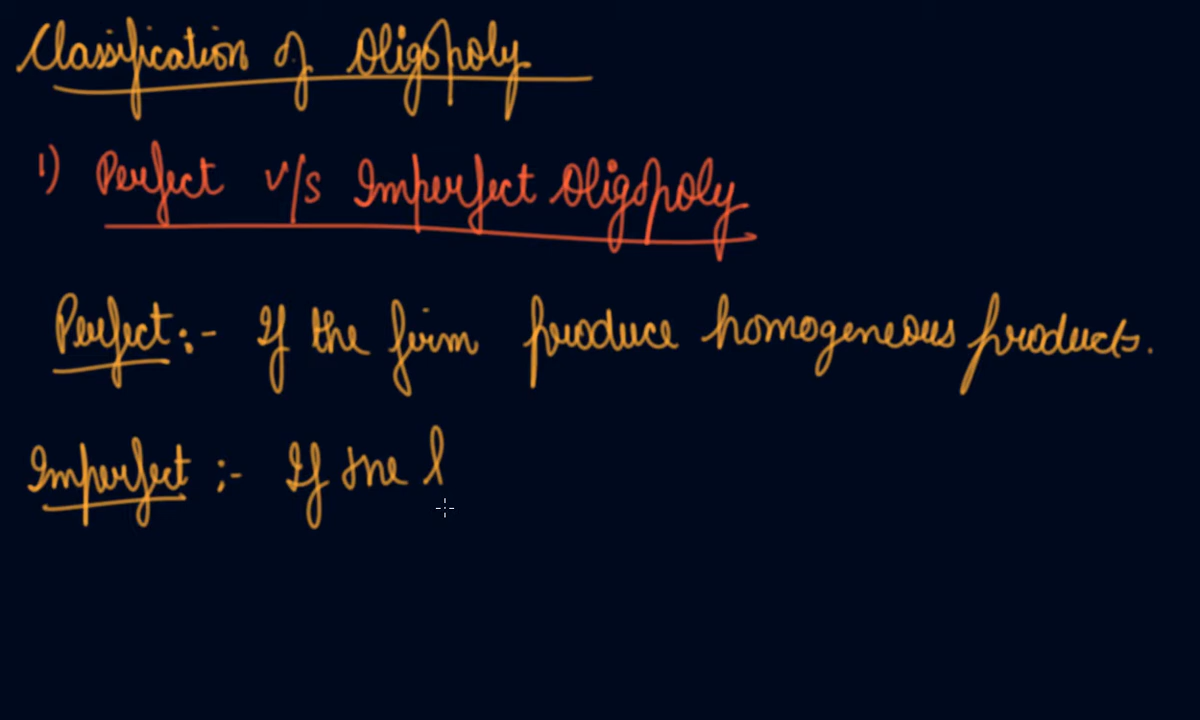 Classification of Oligopoly
1) Perfect v/s Imperfect Oligopoly
Perfect :- If the firm produce homogeneous products.
Imperfect :- If the